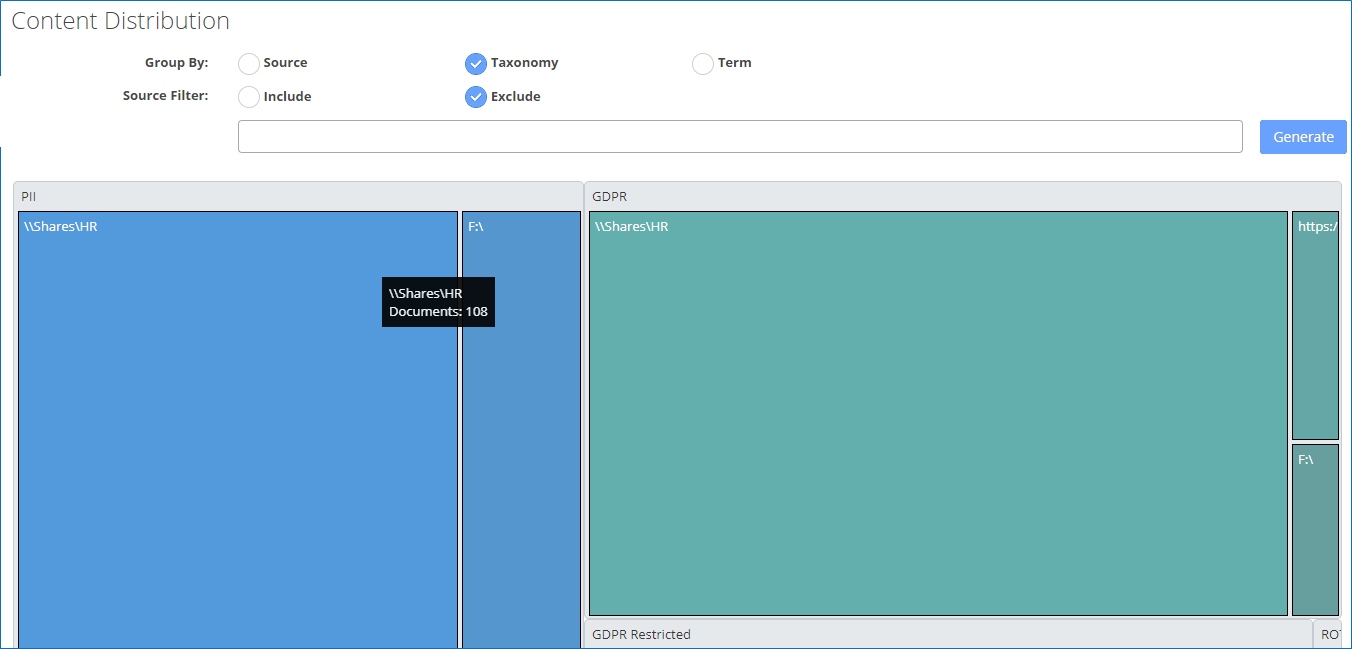 Content Distribution
Group By: Source Taxonomy Term
Source Filter: Include Exclude
Generate
PII
GDPR
\\Shares\HR
F:\
\\Shares\HR
https:/
\\Shares\HR
Documents: 108
F:\
GDPR Restricted